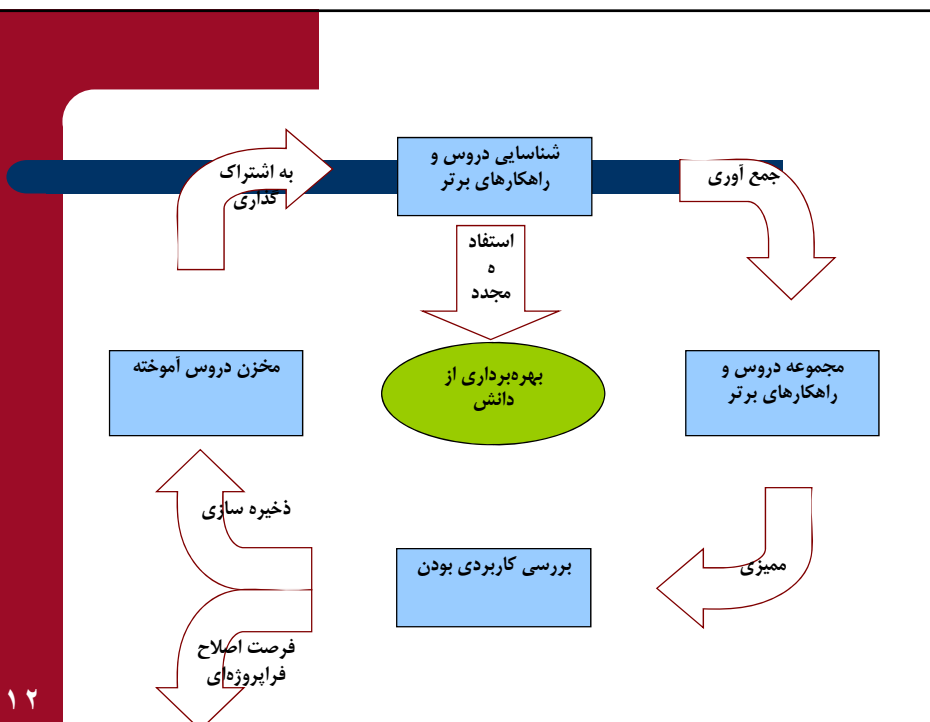 شناسایی دروس و
راهکارهای برتر
جمع آوری
به اشتراک
گذاری
استفاد
ه
مجدد
مجموعه دروس و
راهکارهای برتر
بهره‌برداری از
دانش
مخزن دروس آموخته
ممیزی
بررسی کاربردی بودن
ذخیره سازی
فرصت اصلاح
فراپروژه‌ای
۱۲